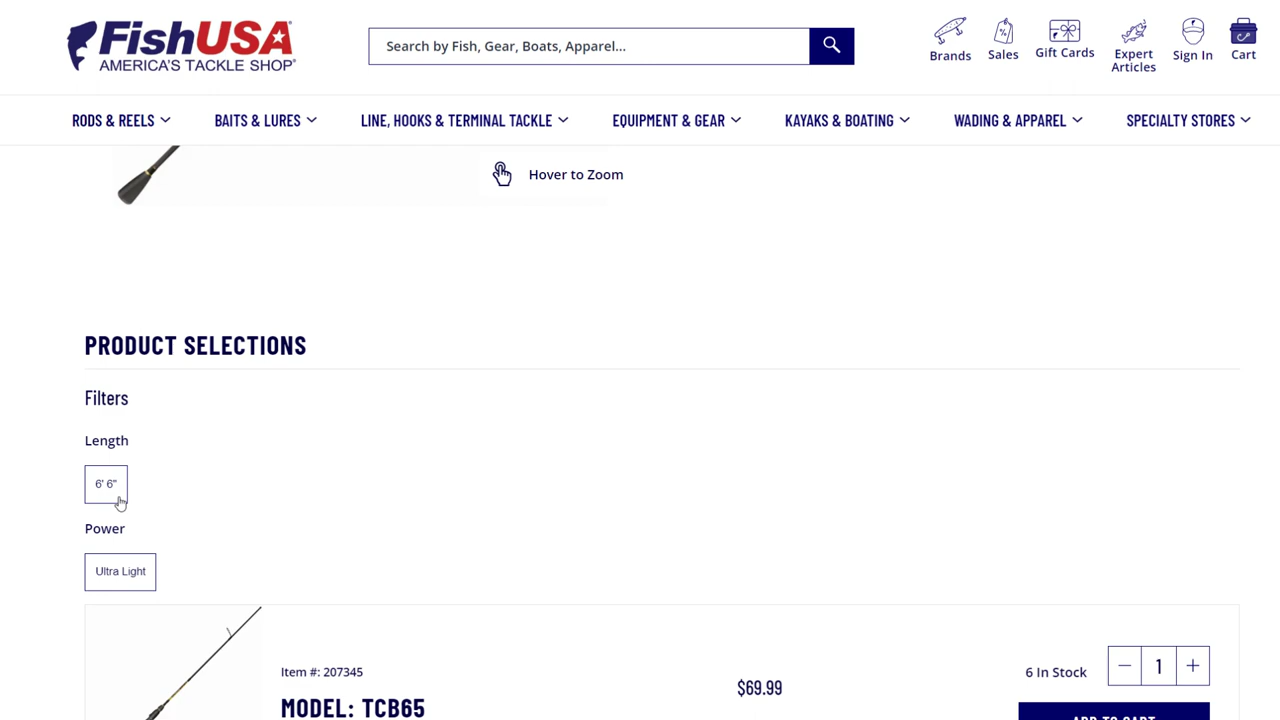 FishUSA
AMERICA'S TACKLE SHOP
Search by Fish, Gear, Boats, Apparel...
Brands
Sales
Gift Cards
Expert
Articles
Sign In
Cart
RODS & REELS
BAITS & LURES
LINE, HOOKS & TERMINAL TACKLE
EQUIPMENT & GEAR
KAYAKS & BOATING
WADING & APPAREL
SPECIALTY STORES
Hover to Zoom
PRODUCT SELECTIONS
Filters
Length
6' 6"
Power
Ultra Light
Item #: 207345
MODEL: TCB65
$69.99
6 In Stock
1
ADD TO CART